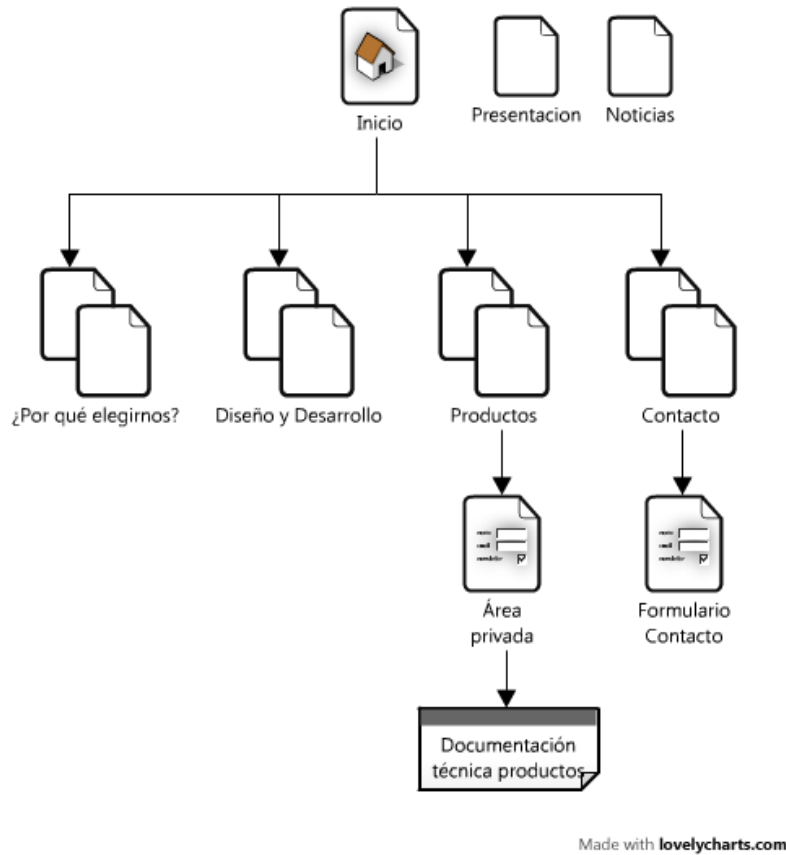 Inicio
Presentacion
Noticias
¿Por qué elegirnos?
Diseño y Desarrollo
Productos
Contacto
Área
privada
Formulario
Contacto
Documentación
técnica productos
Made with lovelycharts.com